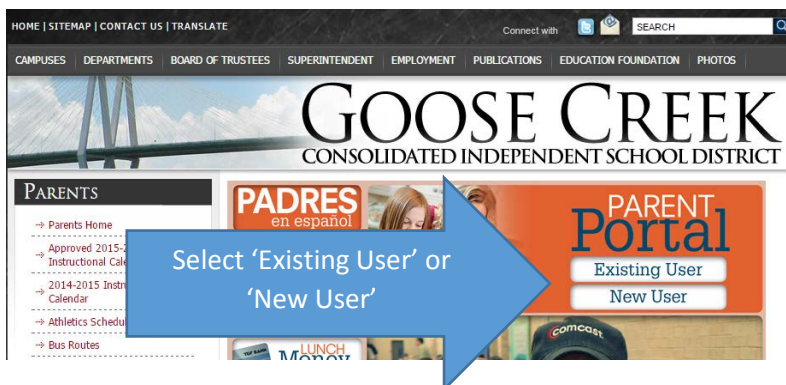 HOME | SITEMAP | CONTACT US | TRANSLATE
Connect with
SEARCH
CAMPUSES DEPARTMENTS BOARD OF TRUSTEES SUPERINTENDENT EMPLOYMENT PUBLICATIONS EDUCATION FOUNDATION PHOTOS
GOOSE CREEK
CONSOLIDATED INDEPENDENT SCHOOL DISTRICT
PARENTS
Parents Home
Approved 2015-2
Instructional Cale
2014-2015 Instr
Calendar
Athletics Schedul
Bus Routes
PADRES
en español
Select ‘Existing User’ or
‘New User’
PARENT
Portal
Existing User
New User
LUNCH
Money
comcast